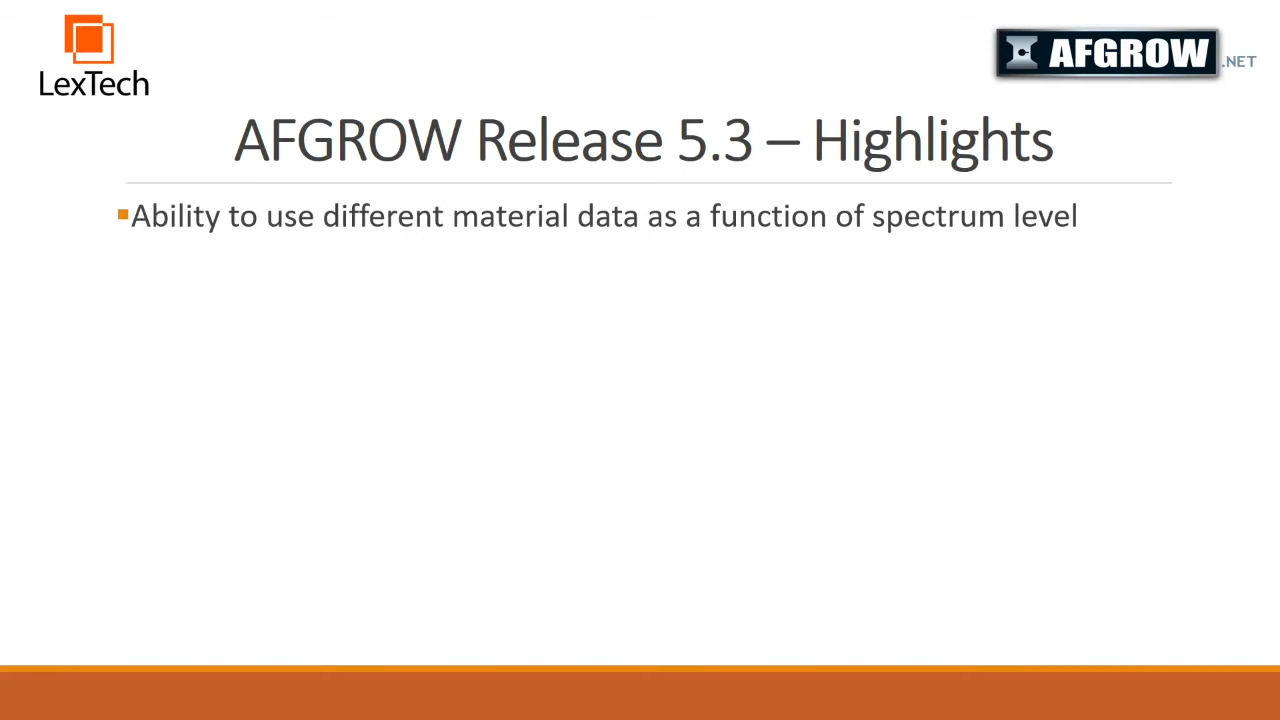 LexTech
AFGROW
.NET
AFGROW Release 5.3 – Highlights
Ability to use different material data as a function of spectrum level